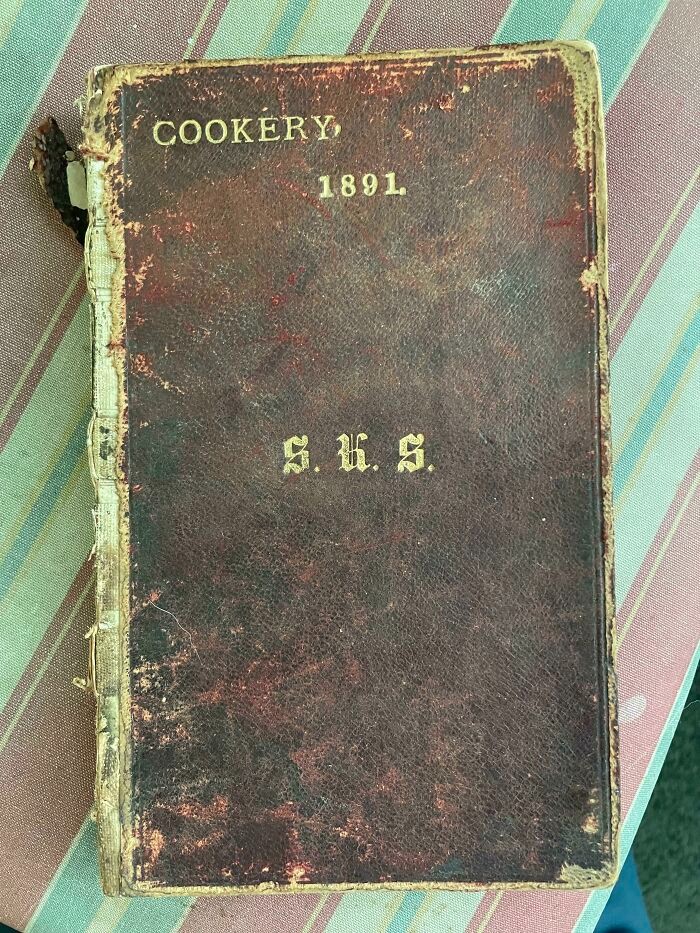 COOKERY,
1891.
S. K. S.